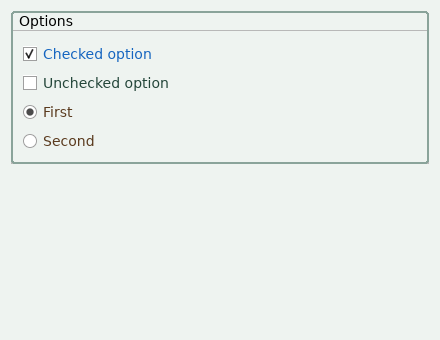 Options
Checked option
Unchecked option
First
Second